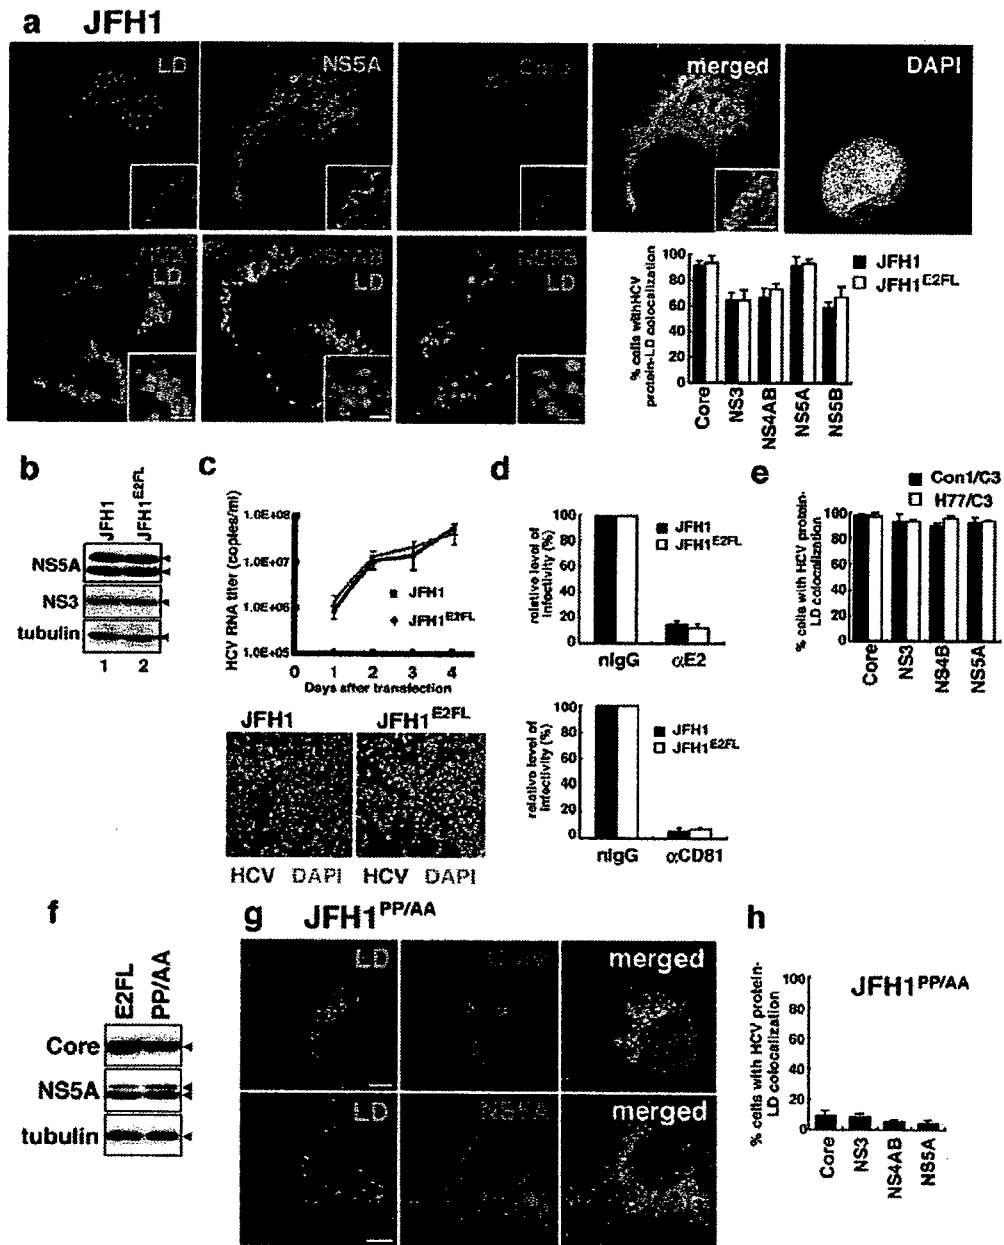 a JFH1
LD
NS5A
Core
merged
DAPI
NS3
LD
NS4AB
LD
NS5B
LD
% cells with HCV
protein-LD colocalization
100
80
60
40
20
0
JFH1
JFH1E2FL
Core
NS3
NS4AB
NS5A
NS5B
b
JFH1
JFH1E2FL
NS5A
NS3
tubulin
1 2
c
HCV RNA titer (copies/ml)
1.0E+08
1.0E+07
1.0E+06
1.0E+05
JFH1
JFH1E2FL
0 1 2 3 4
Days after transfection
JFH1
JFH1E2FL
HCV DAPI
HCV DAPI
d
relative level of
infectivity (%)
100
80
60
40
20
0
JFH1
JFH1E2FL
nIgG
αE2
relative level of
infectivity (%)
100
80
60
40
20
0
JFH1
JFH1E2FL
nIgG
αCD81
e
Con1/C3
H77/C3
% cells with HCV protein-
LD colocalization
100
80
60
40
20
0
Core
NS3
NS4B
NS5A
f
E2FL
PP/AA
Core
NS5A
tubulin
g JFH1PP/AA
LD
Core
merged
LD
NS5A
merged
h
JFH1PP/AA
% cells with HCV protein-
LD colocalization
100
80
60
40
20
0
Core
NS3
NS4AB
NS5A